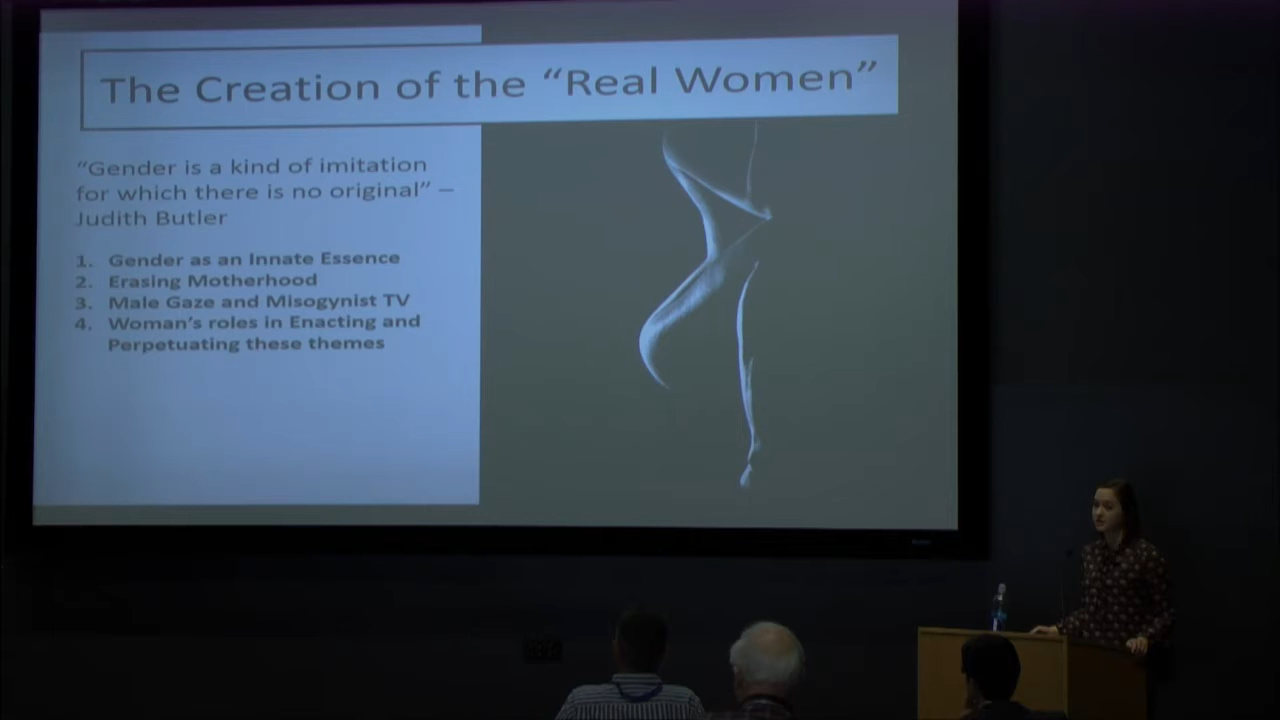 The Creation of the “Real Women”
“Gender is a kind of imitation
for which there is no original” –
Judith Butler
1. Gender as an Innate Essence
2. Erasing Motherhood
3. Male Gaze and Misogynist TV
4. Woman’s roles in Enacting and
Perpetuating these themes